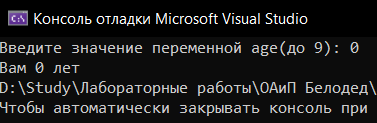 Консоль отладки Microsoft Visual Studio
Введите значение переменной age(до 9): 0
Вам 0 лет
D:\Study\Лабораторные работы\ОАиП Белодед\
Чтобы автоматически закрывать консоль при